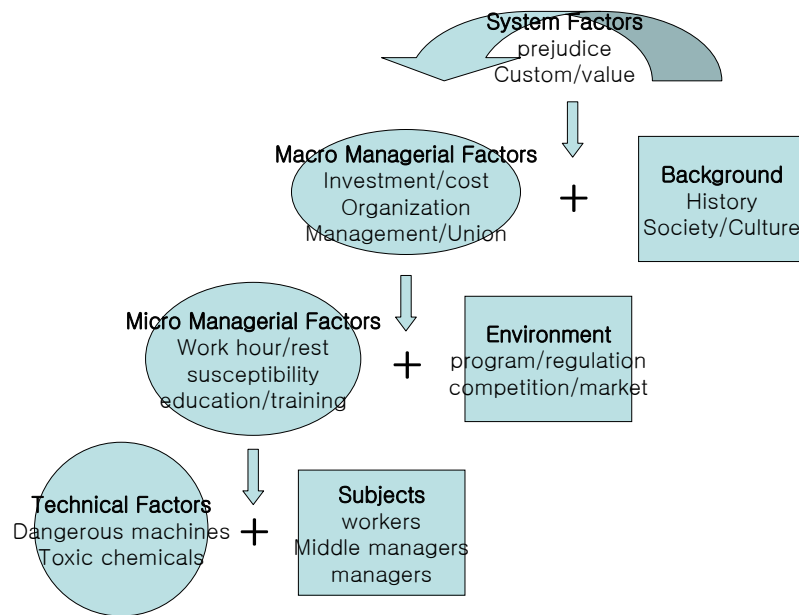 System Factors
prejudice
Custom/value
Macro Managerial Factors
Investment/cost
Organization
Management/Union
+
Background
History
Society/Culture
Micro Managerial Factors
Work hour/rest
susceptibility
education/training
+
Environment
program/regulation
competition/market
Technical Factors
Dangerous machines
Toxic chemicals
+
Subjects
workers
Middle managers
managers